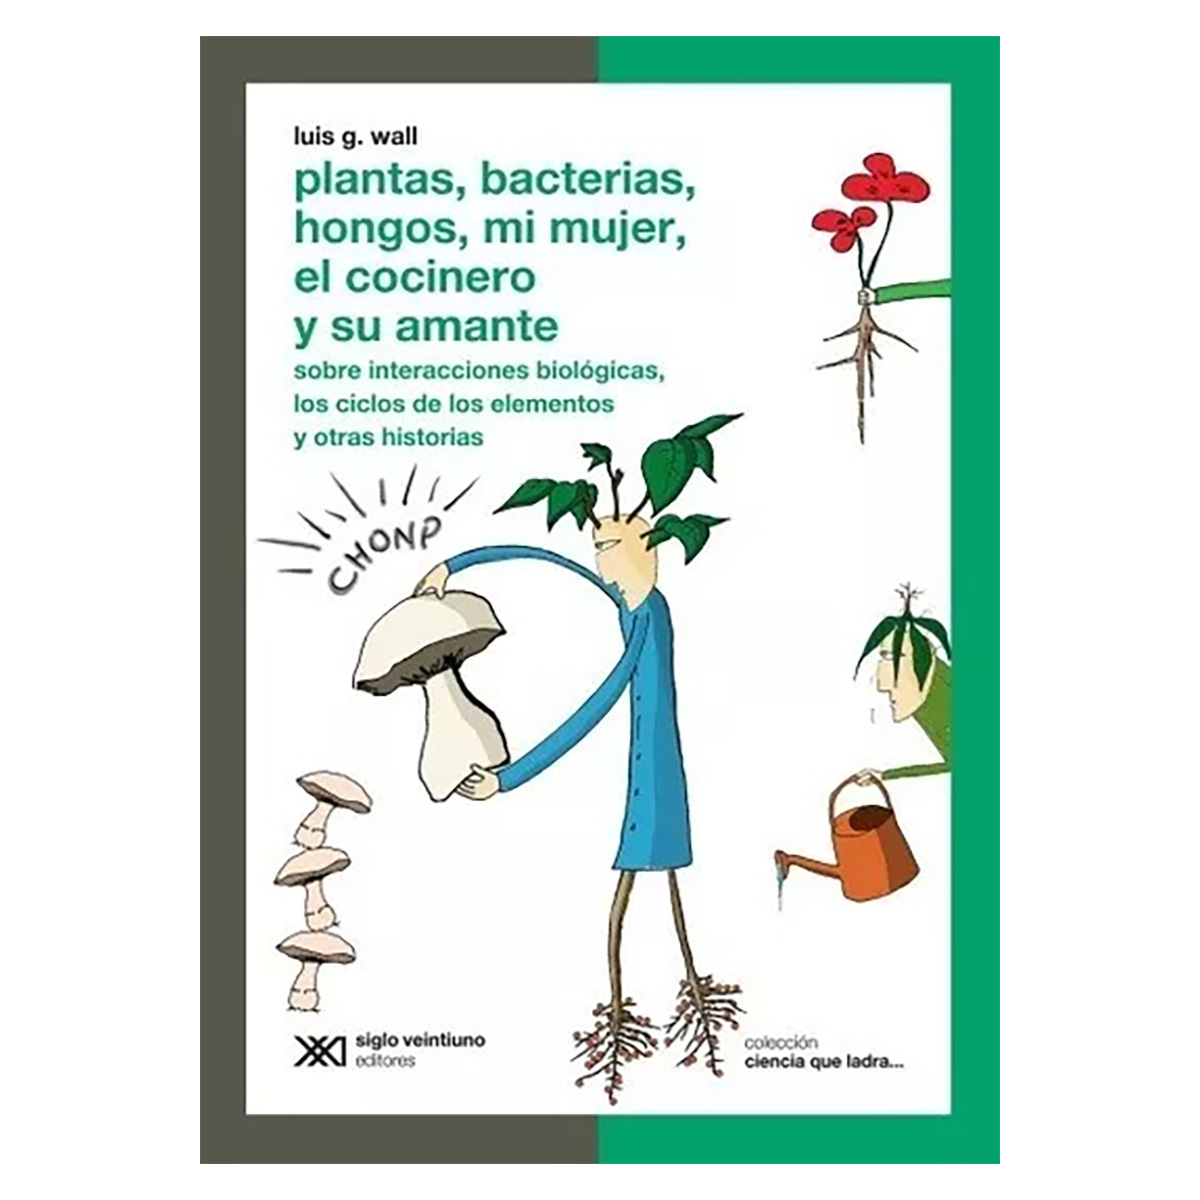 luis g. wall
plantas, bacterias,
hongos, mi mujer,
el cocinero
y su amante
sobre interacciones biológicas,
los ciclos de los elementos
y otras historias
CHONP
siglo veintiuno
editores
colección
ciencia que ladra...